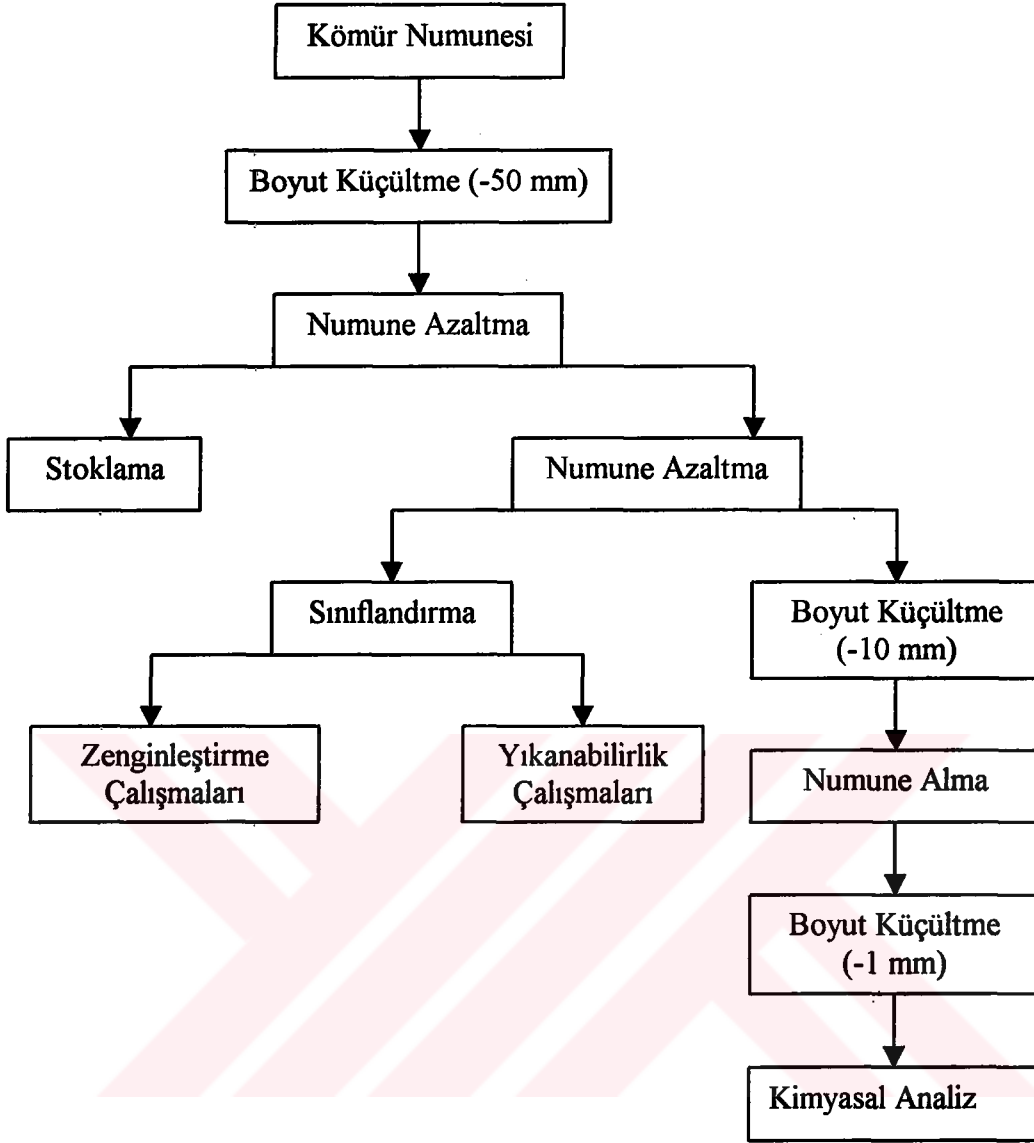 Kömür Numunesi
Boyut Küçültme (-50 mm)
Numune Azaltma
Stoklama
Numune Azaltma
Sınıflandırma
Boyut Küçültme
(-10 mm)
Zenginleştirme
Çalışmaları
Yıkanabilirlik
Çalışmaları
Numune Alma
Boyut Küçültme
(-1 mm)
Kimyasal Analiz